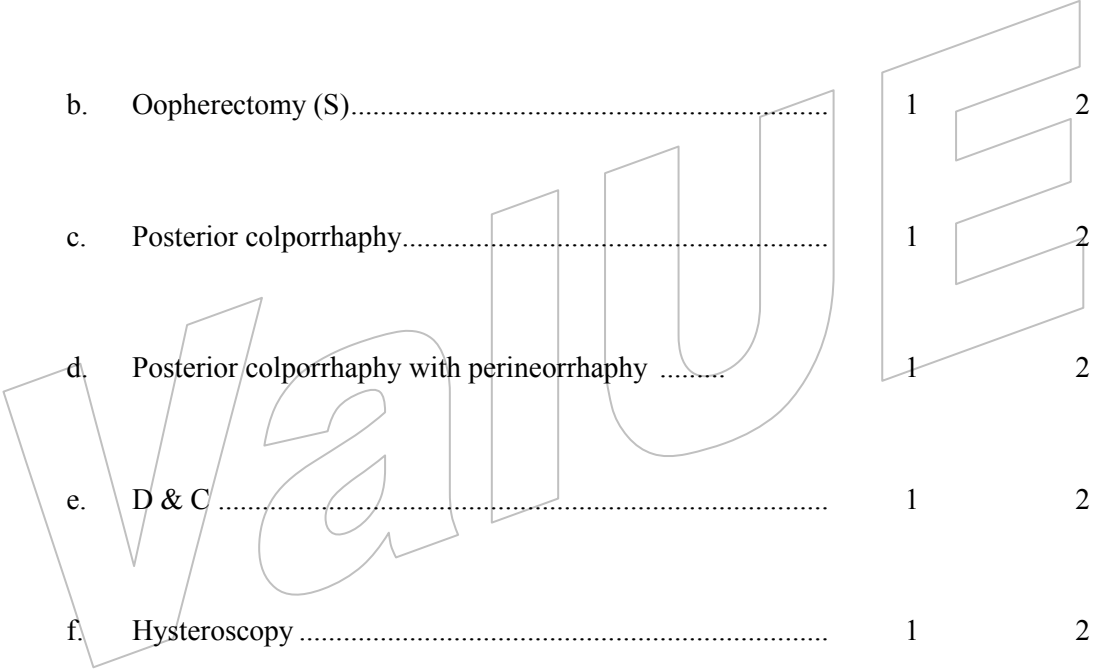 b. Oopherectomy (S)................................................................ 1 2
c. Posterior colporrhaphy......................................................... 1 2
d. Posterior colporrhaphy with perineorrhaphy ......... 1 2
e. D & C .................................................................................. 1 2
f. Hysteroscopy ....................................................................... 1 2
ValUE